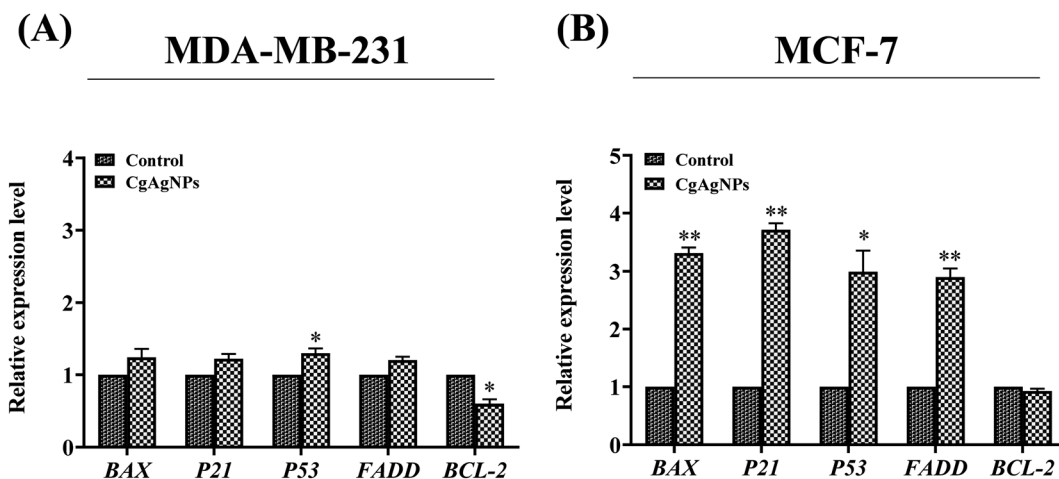 (A)
MDA-MB-231
Control
CgAgNPs
Relative expression level
4
3
2
1
0
*
*
BAX P21 P53 FADD BCL-2
(B)
MCF-7
Control
CgAgNPs
Relative expression level
5
4
3
2
1
0
**
**
*
**
BAX P21 P53 FADD BCL-2